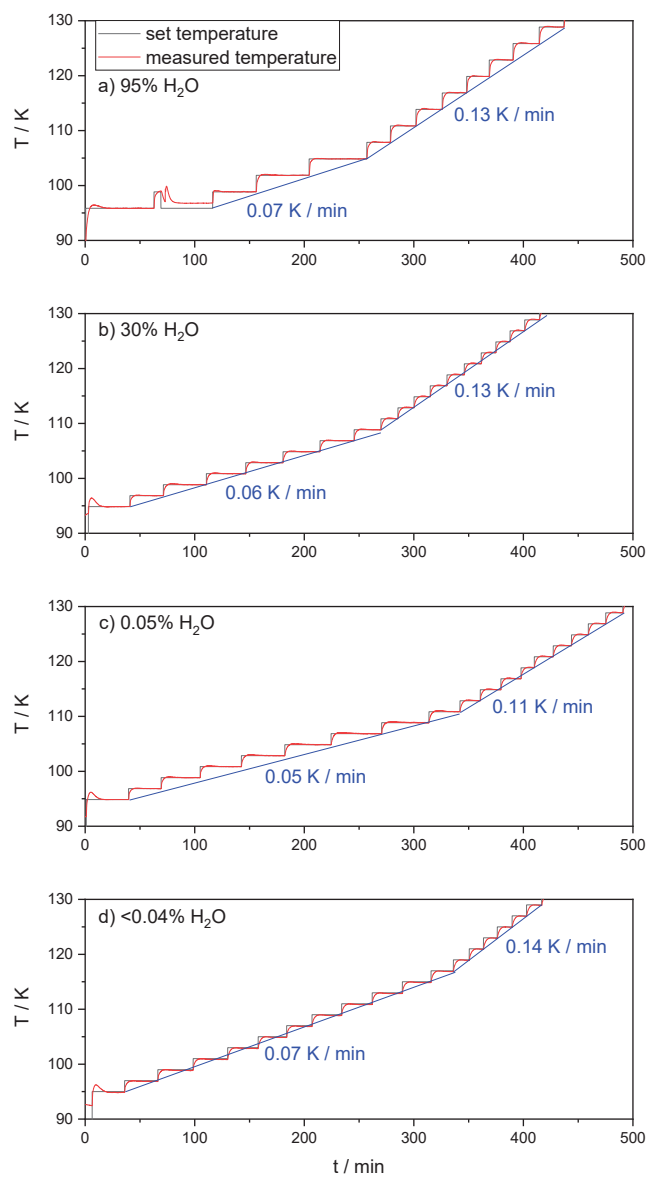 set temperature
measured temperature
a) 95% H₂O
0.13 K / min
0.07 K / min
T / K
130
120
110
100
90
0 100 200 300 400 500
b) 30% H₂O
0.13 K / min
0.06 K / min
T / K
130
120
110
100
90
0 100 200 300 400 500
c) 0.05% H₂O
0.11 K / min
0.05 K / min
T / K
130
120
110
100
90
0 100 200 300 400 500
d) <0.04% H₂O
0.14 K / min
0.07 K / min
T / K
130
120
110
100
90
0 100 200 300 400 500
t / min